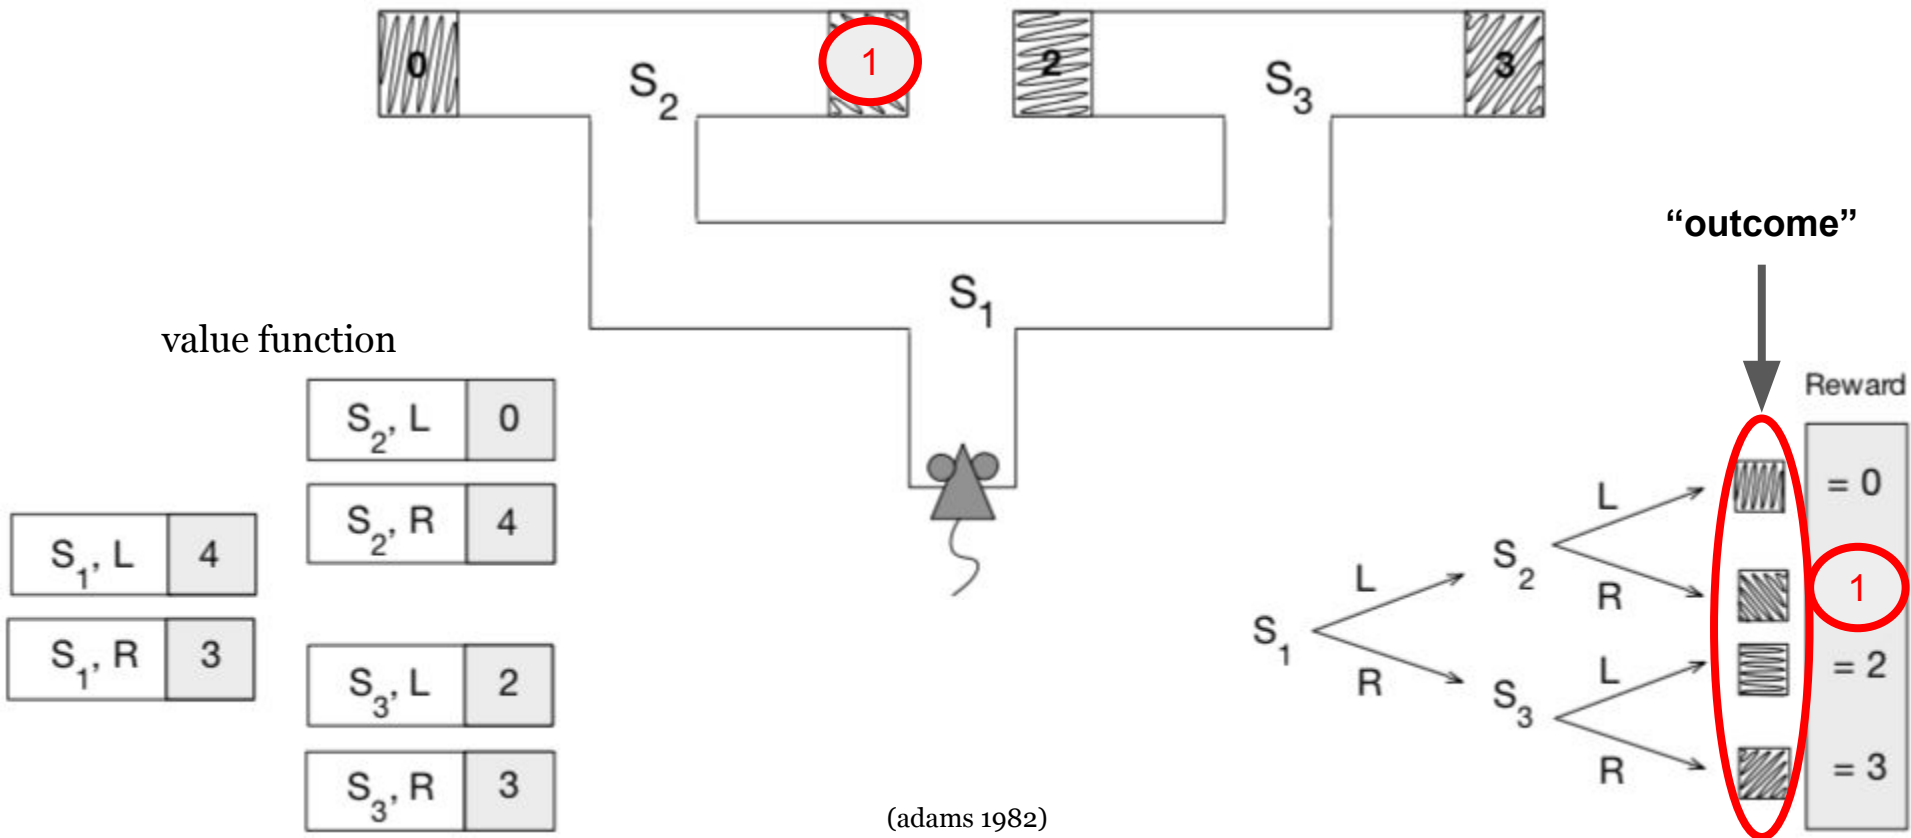 0
S2
1
2
S3
3
S1
“outcome”
value function
Reward
S2, L 0
S2, R 4
S1, L 4
S1, R 3
S3, L 2
S3, R 3
S1
L
R
S2
S3
L
R
L
R
= 0
1
= 2
= 3
(adams 1982)